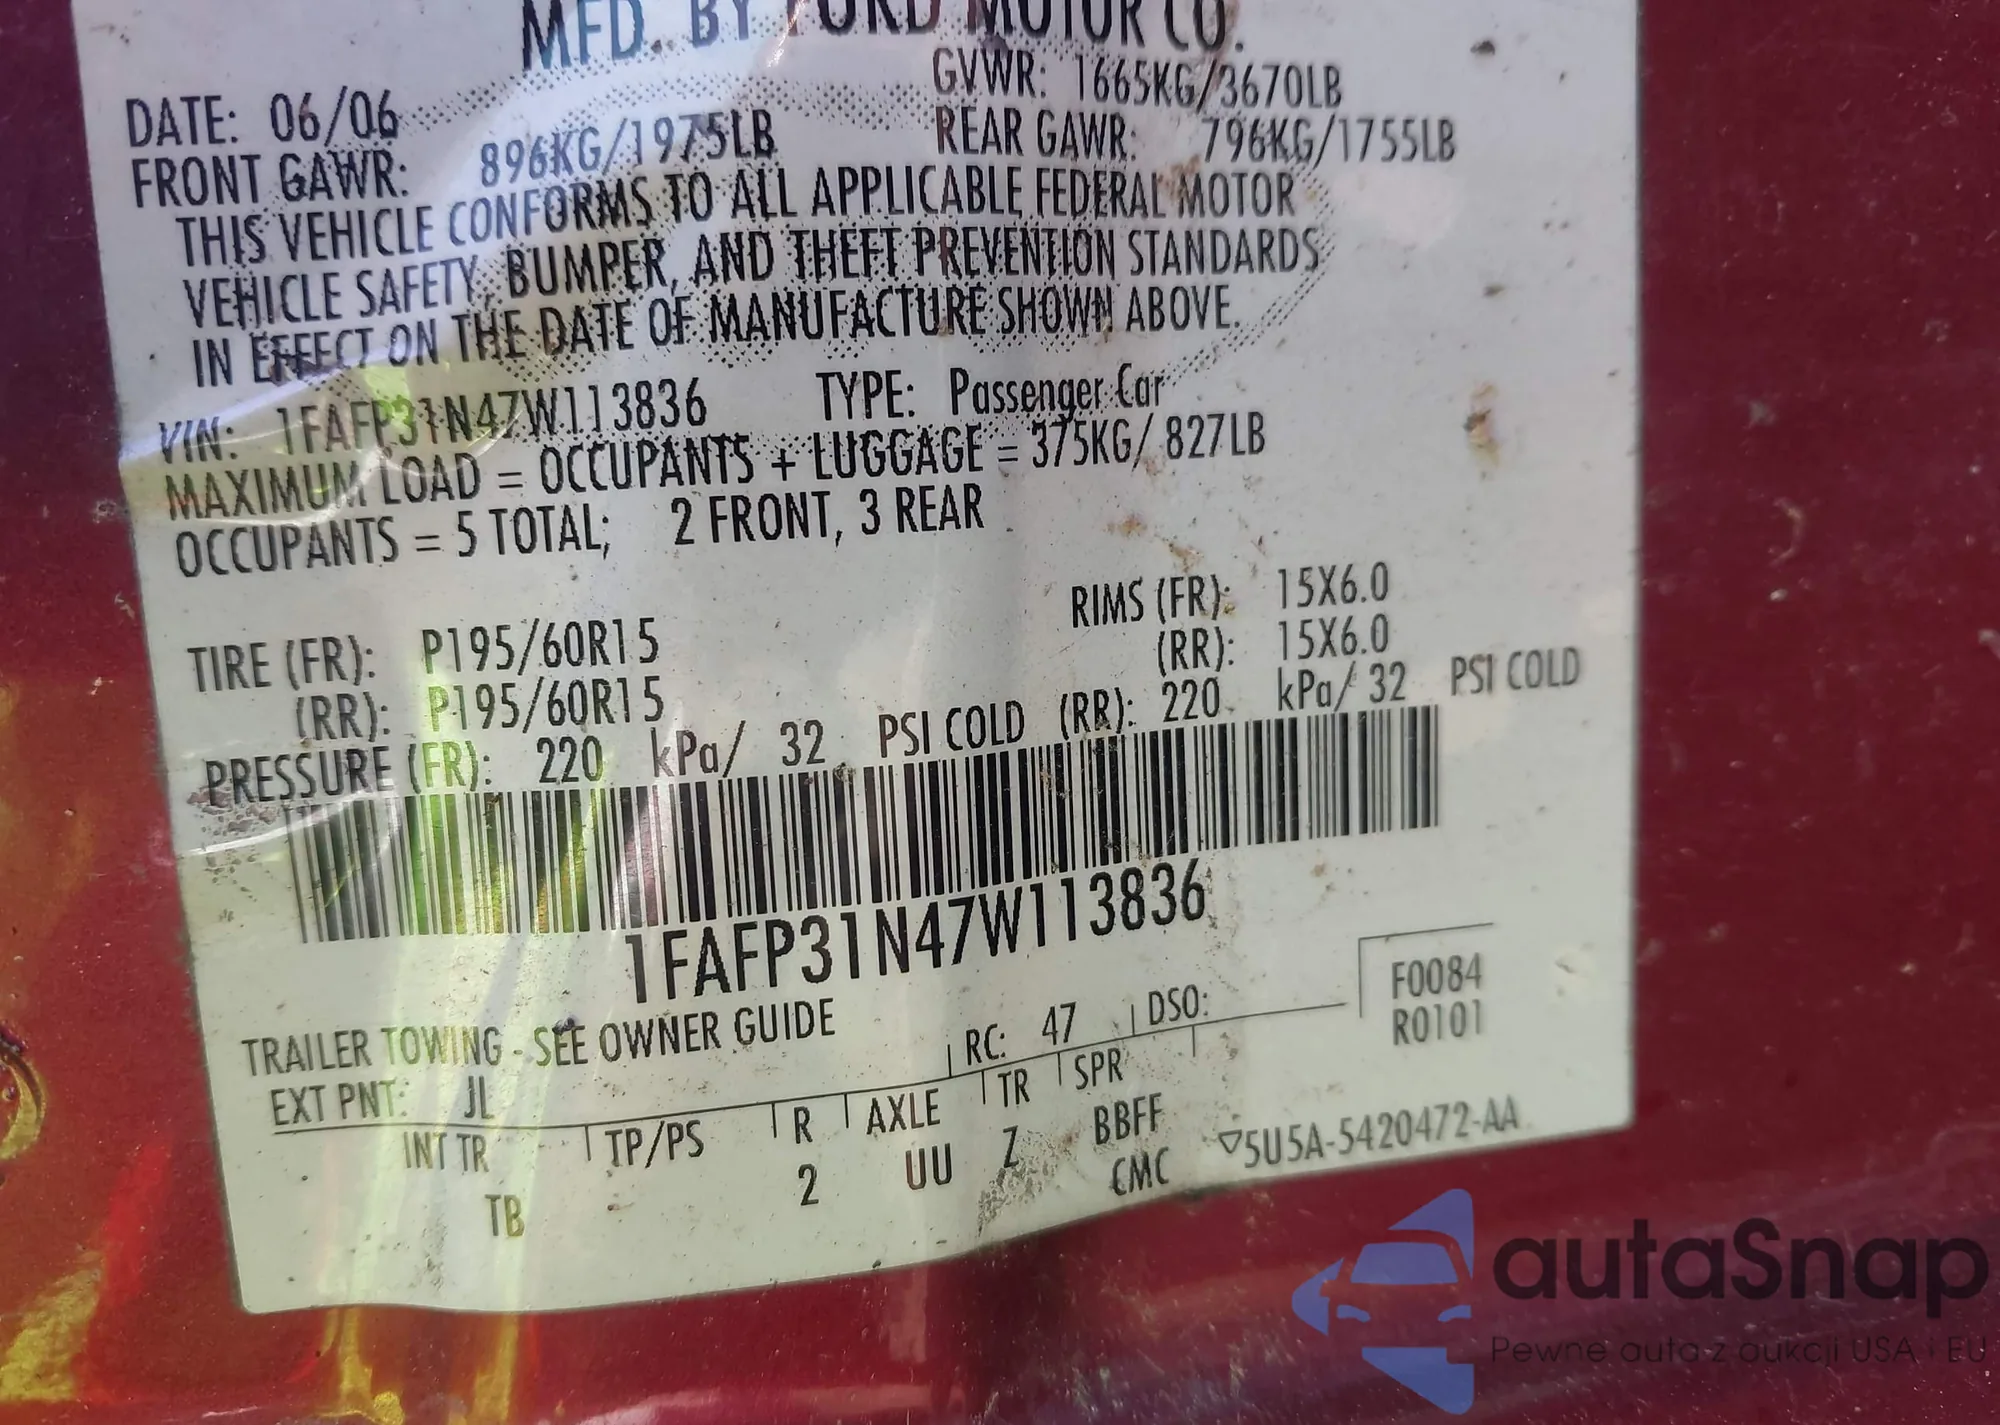 MFD. BY FORD MOTOR CO.
DATE: 06/06 GVWR: 1665KG/3670LB
FRONT GAWR: 896KG/1975LB REAR GAWR: 796KG/1755LB
THIS VEHICLE CONFORMS TO ALL APPLICABLE FEDERAL MOTOR
VEHICLE SAFETY, BUMPER, AND THEFT PREVENTION STANDARDS
IN EFFECT ON THE DATE OF MANUFACTURE SHOWN ABOVE.
VIN: 1FAFP31N47W113836 TYPE: Passenger Car
MAXIMUM LOAD = OCCUPANTS + LUGGAGE = 375KG/ 827LB
OCCUPANTS = 5 TOTAL; 2 FRONT, 3 REAR
TIRE (FR): P195/60R15 RIMS (FR): 15X6.0
(RR): P195/60R15 (RR): 15X6.0
PRESSURE (FR): 220 kPa/ 32 PSI COLD (RR): 220 kPa/ 32 PSI COLD
1FAFP31N47W113836
TRAILER TOWING - SEE OWNER GUIDE
F0084
R0101
EXT PNT: JL RC: 47 DSO:
INT TR TP/PS R AXLE TR SPR
TB 2 UU Z BBFF
CMC
▽5U5A-5420472-AA
autaSnap
Pewne auta z aukcji USA i EU